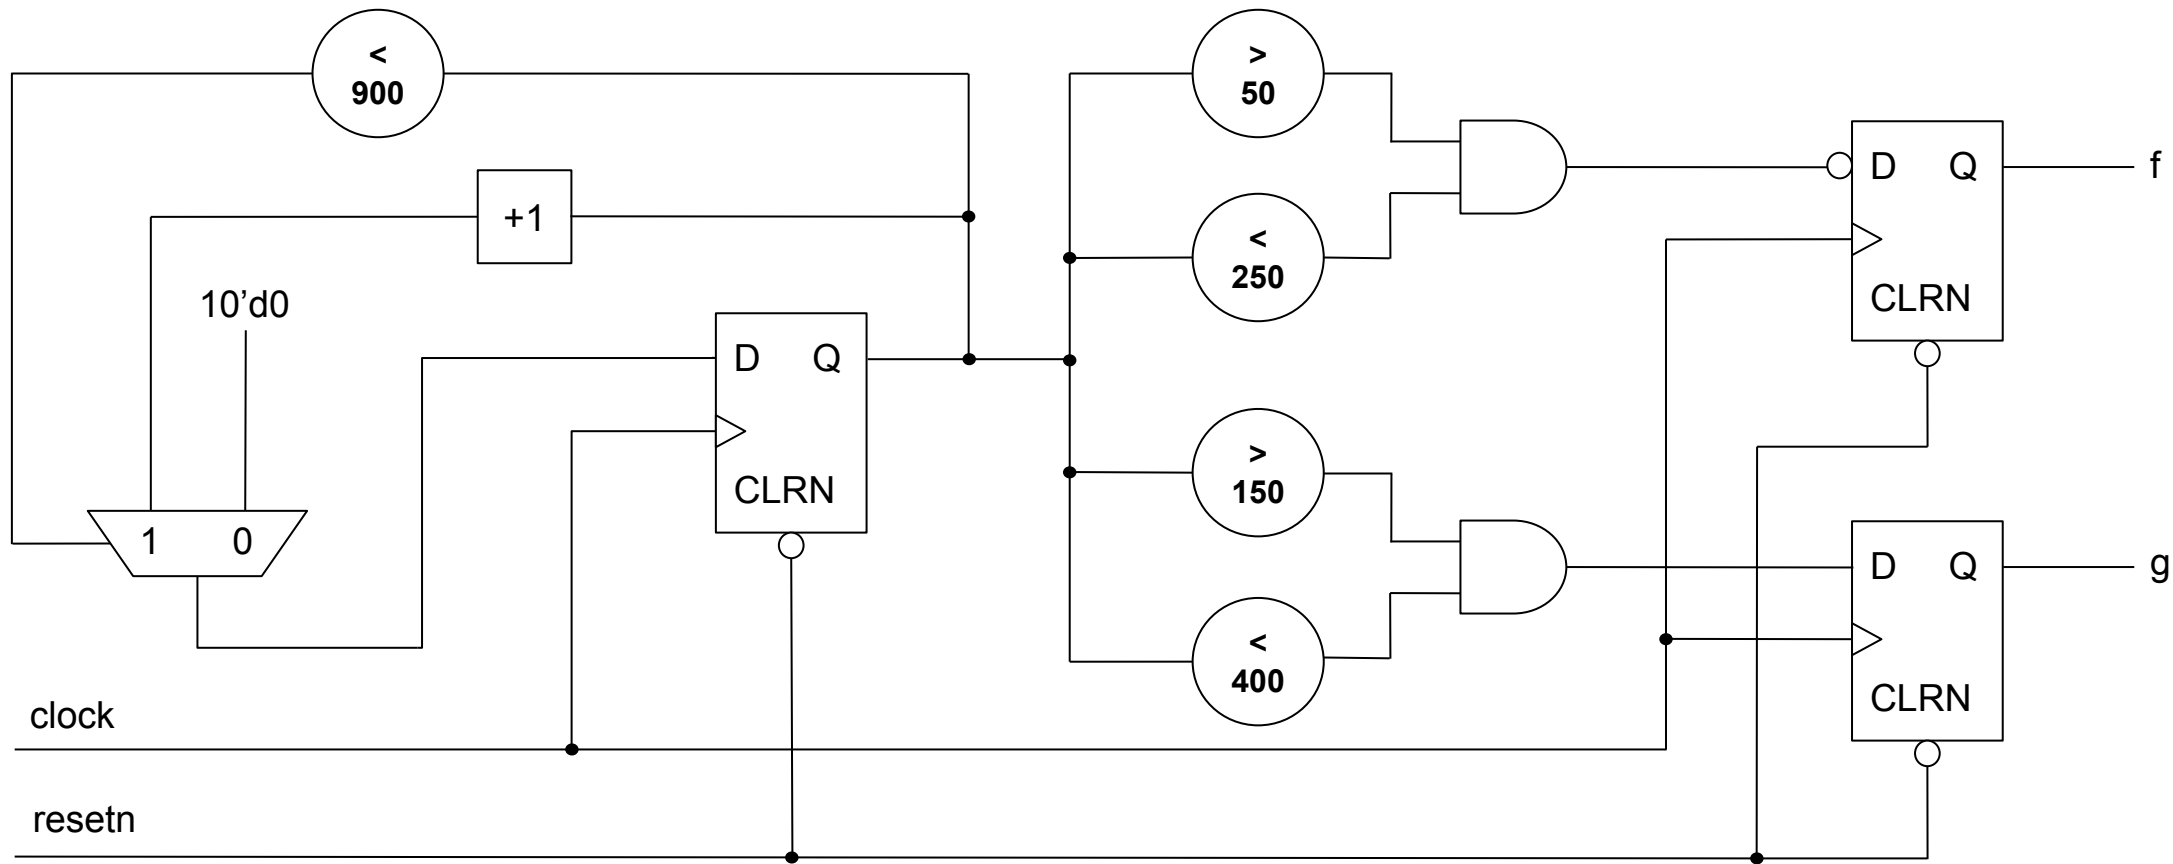 <
900
>
50
+1
<
250
10’d0
D Q
CLRN
D Q
CLRN
>
150
1 0
<
400
D Q
CLRN
f
g
clock
resetn